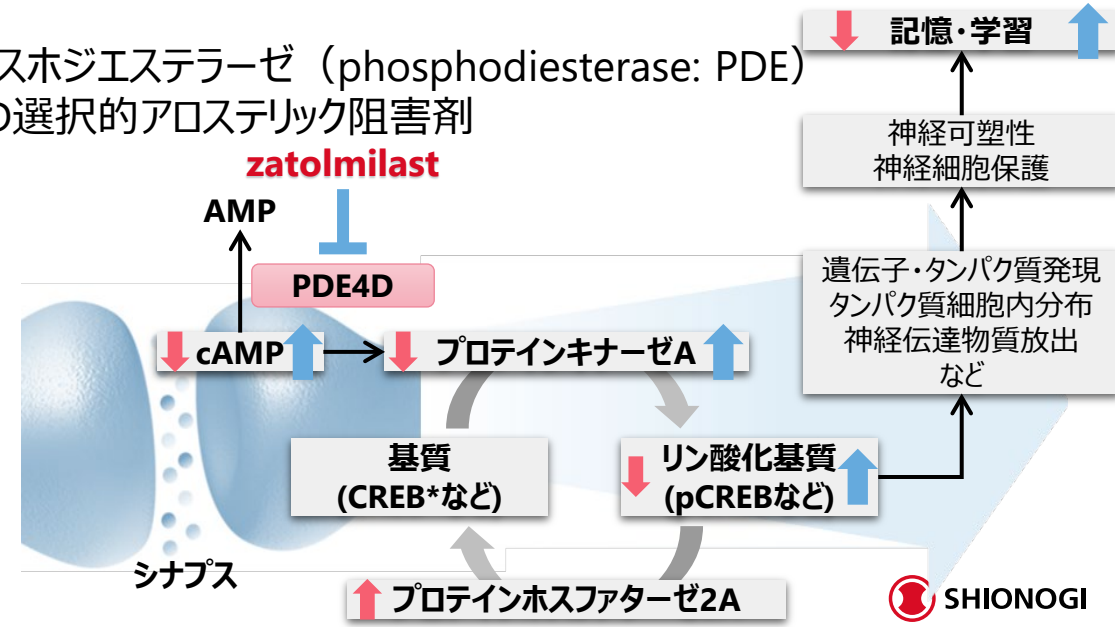 記憶・学習
スホジエステラーゼ（phosphodiesterase: PDE）
の選択的アロステリック阻害剤
zatolmilast
神経可塑性
神経細胞保護
AMP
PDE4D
遺伝子・タンパク質発現
タンパク質細胞内分布
神経伝達物質放出
など
cAMP
プロテインキナーゼA
基質
(CREB*など)
リン酸化基質
(pCREBなど)
シナプス
プロテインホスファターゼ2A
SHIONOGI